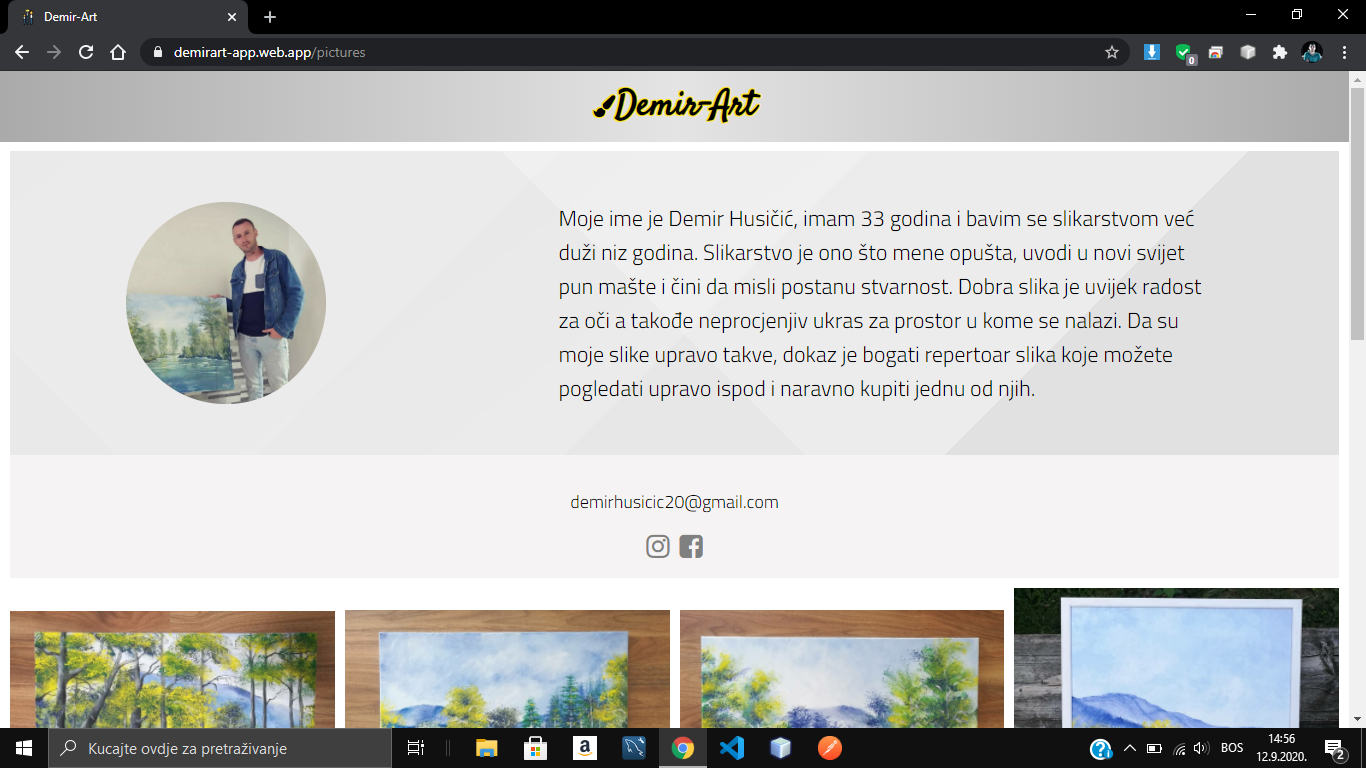 Demir-Art
demirart-app.web.app/pictures
0
Demir-Art
Moje ime je Demir Husičić, imam 33 godina i bavim se slikarstvom već
duži niz godina. Slikarstvo je ono što mene opušta, uvodi u novi svijet
pun mašte i čini da misli postanu stvarnost. Dobra slika je uvijek radost
za oči a takođe neprocjenjiv ukras za prostor u kome se nalazi. Da su
moje slike upravo takve, dokaz je bogati repertoar slika koje možete
pogledati upravo ispod i naravno kupiti jednu od njih.
demirhusicic20@gmail.com
Kucajte ovdje za pretraživanje
BOS
14:56
12.9.2020.
2